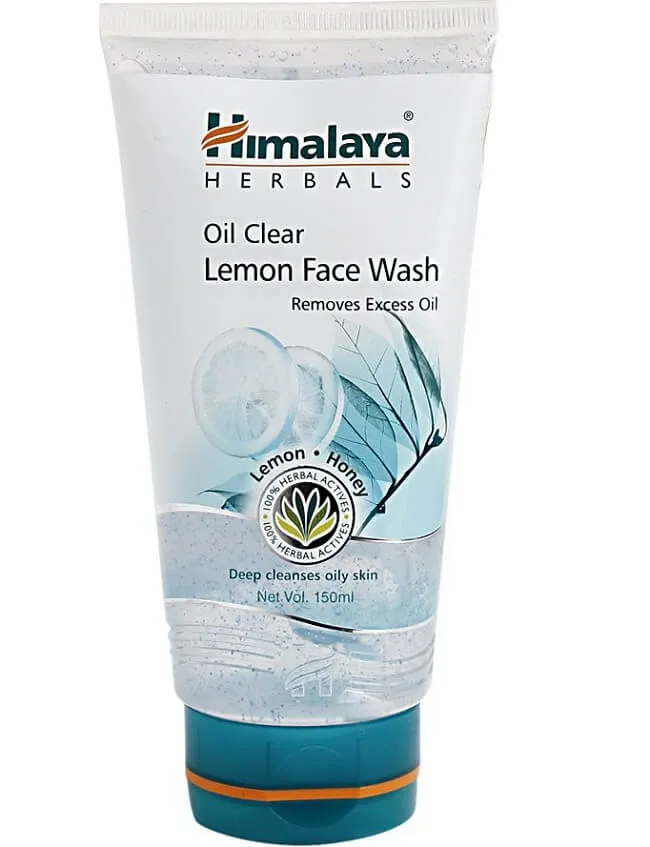 Himalaya®
HERBALS
Oil Clear
Lemon Face Wash
Removes Excess Oil
Lemon • Honey
100% HERBAL ACTIVES • 100% HERBAL ACTIVES •
Deep cleanses oily skin
Net Vol. 150ml